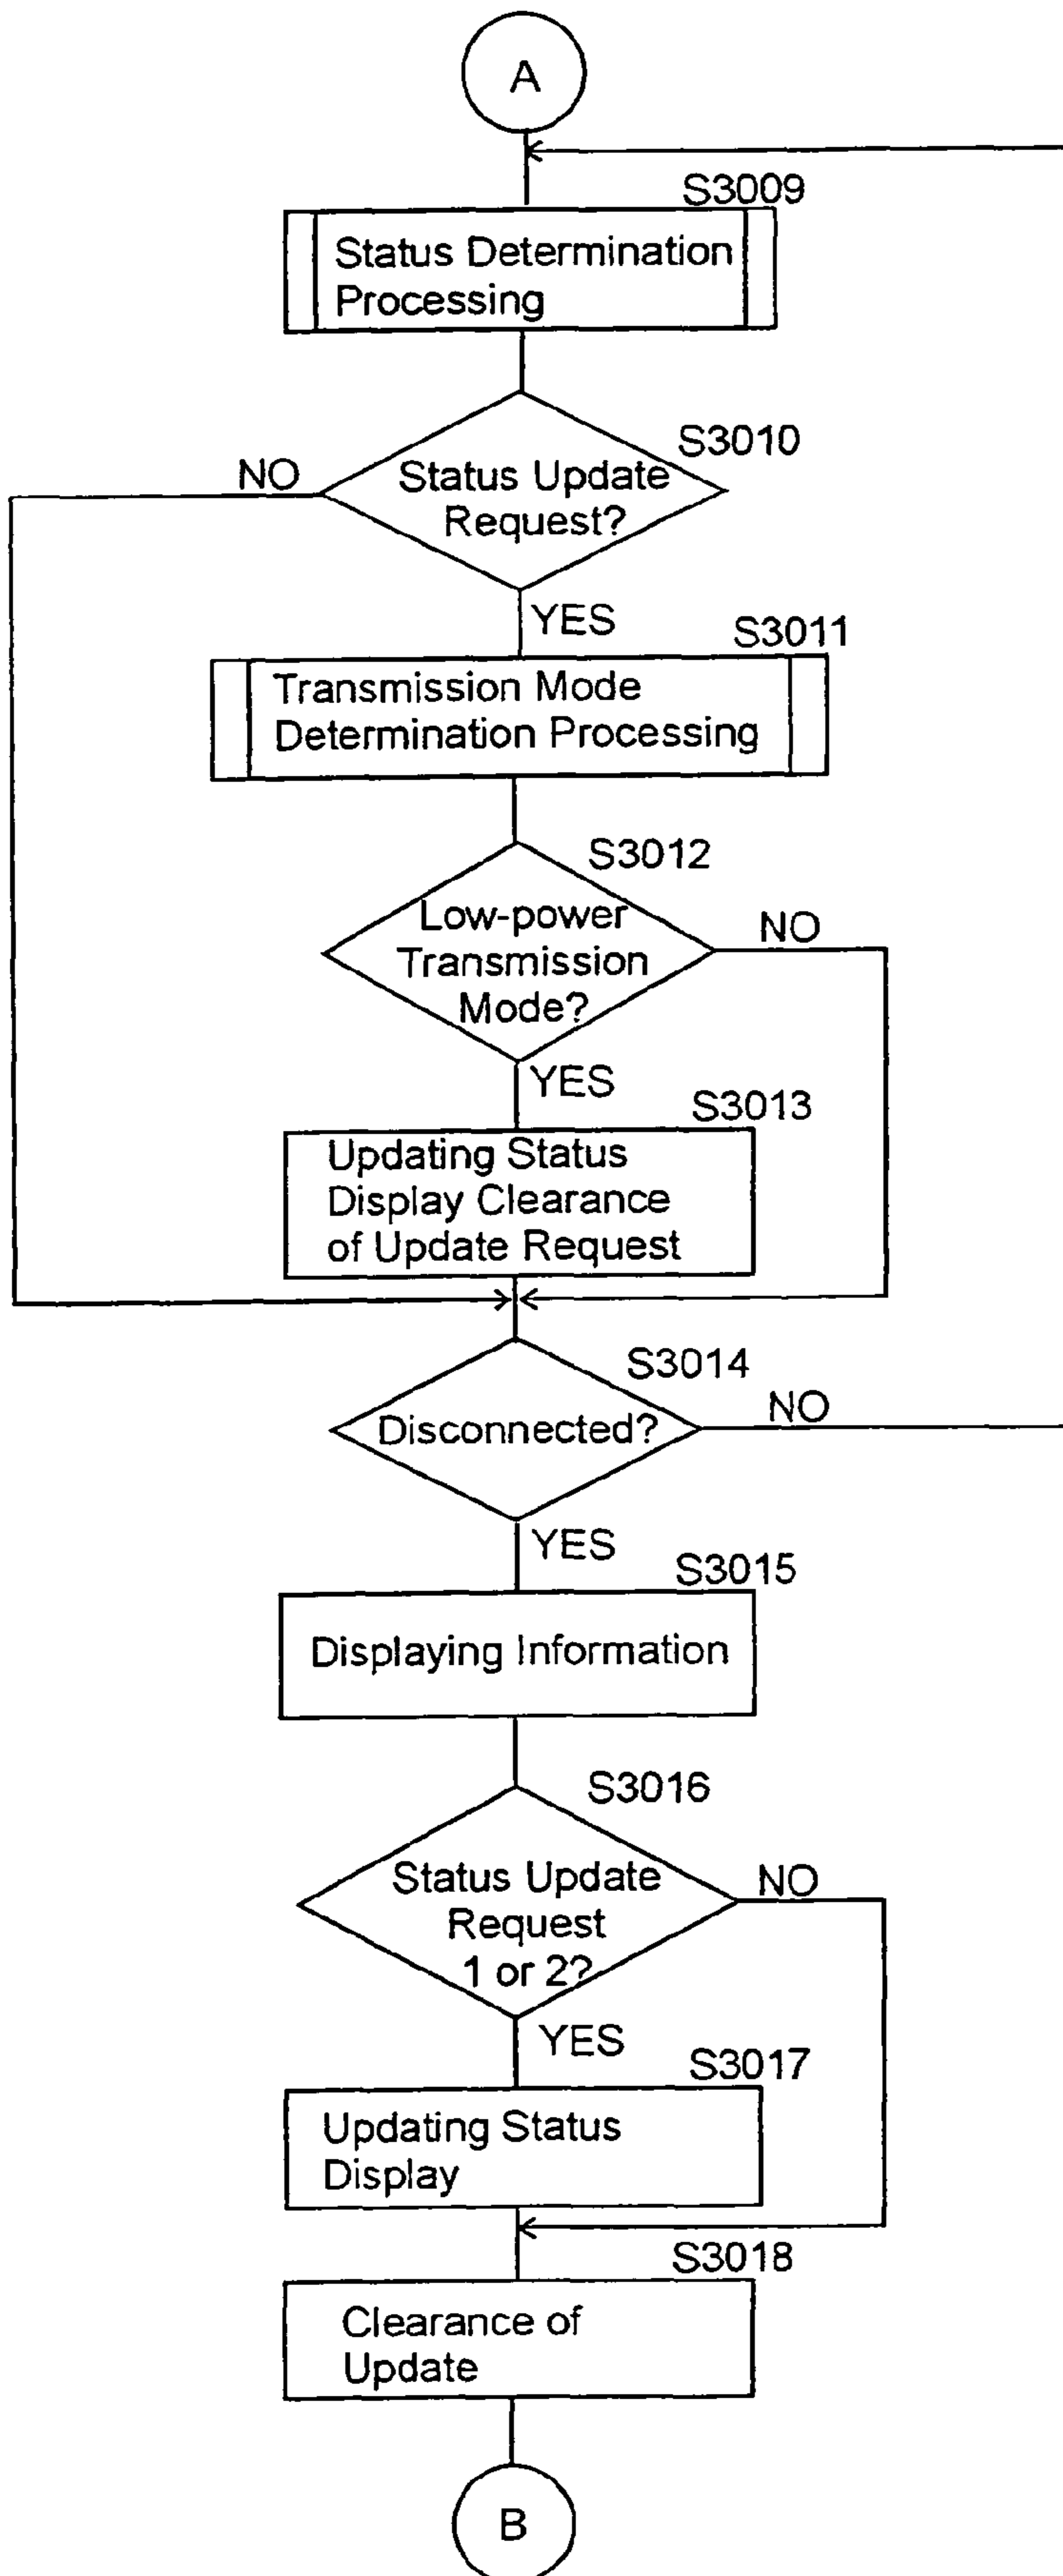 A
S3009
Status Determination
Processing
S3010
NO
Status Update
Request?
YES
S3011
Transmission Mode
Determination Processing
S3012
Low-power
NO
Transmission
Mode?
YES
S3013
Updating Status
Display Clearance
of Update Request
S3014
NO
Disconnected?
YES
S3015
Displaying Information
S3016
Status Update
NO
Request
1 or 2?
YES
S3017
Updating Status
Display
S3018
Clearance of
Update
B